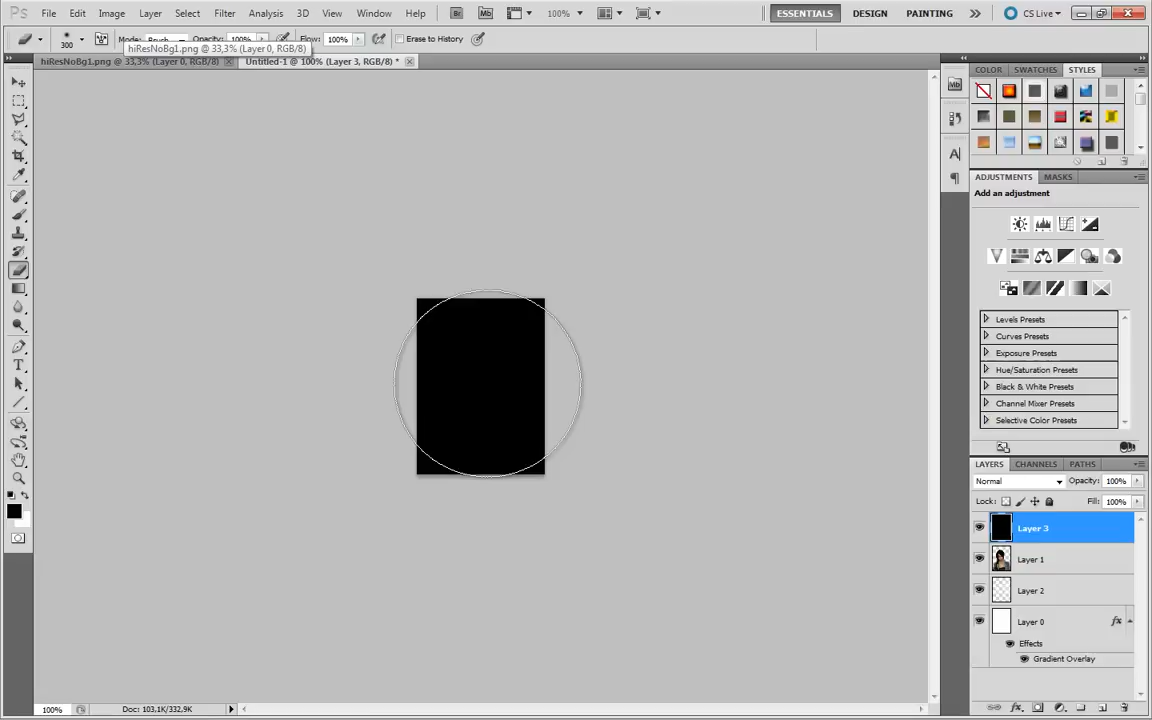 Ps File Edit Image Layer Select Filter Analysis 3D View Window Help Br Mb 100% ESSENTIALS DESIGN PAINTING CS Live
300 Mode: Brush Opacity: 100% Flow: 100% Erase to History
hiResNoBg1.png @ 33,3% (Layer 0, RGB/8)
hiResNoBg1.png @ 33,3% (Layer 0, RGB/8) Untitled-1 @ 100% (Layer 3, RGB/8) *
COLOR SWATCHES STYLES
Mb
ADJUSTMENTS MASKS
Add an adjustment
Levels Presets
Curves Presets
Exposure Presets
Hue/Saturation Presets
Black & White Presets
Channel Mixer Presets
Selective Color Presets
LAYERS CHANNELS PATHS
Normal Opacity: 100%
Lock: Fill: 100%
Layer 3
Layer 1
Layer 2
Layer 0 fx
Effects
Gradient Overlay
100% Doc: 103,1K/332,9K